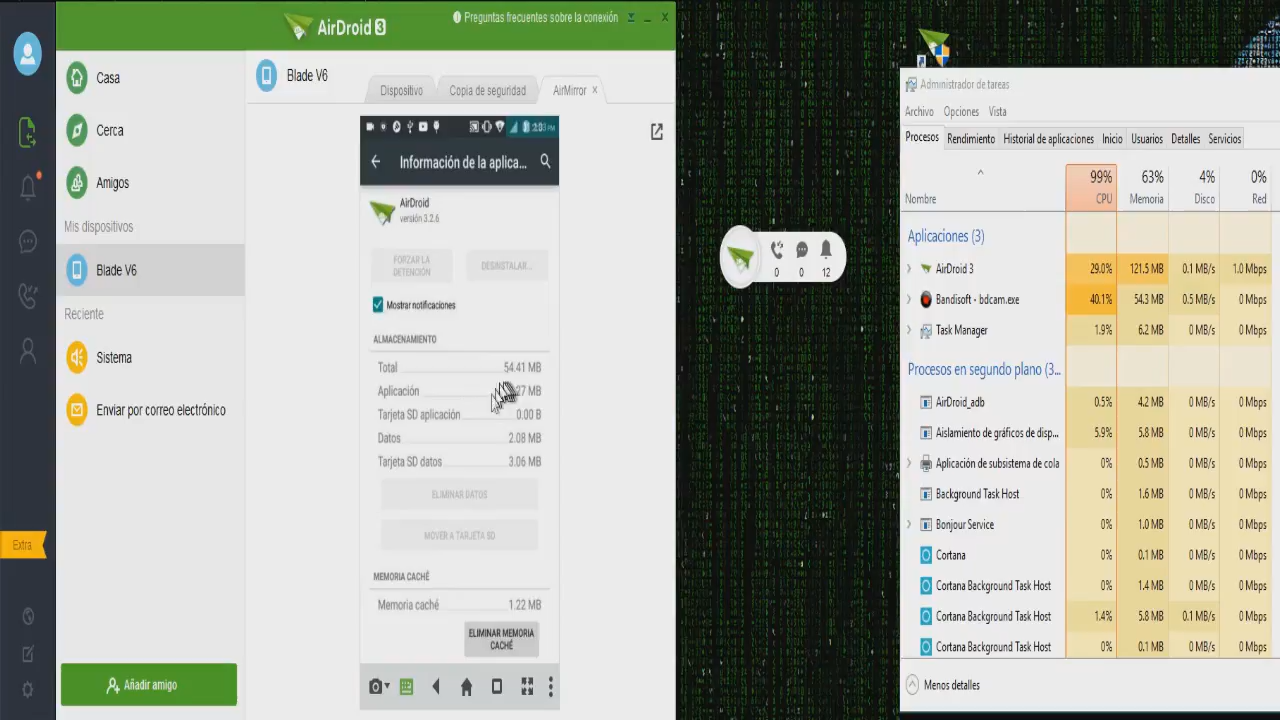 AirDroid 3
Preguntas frecuentes sobre la conexión
Casa
Cerca
Amigos
Mis dispositivos
Blade V6
Reciente
Sistema
Enviar por correo electrónico
Extra
Añadir amigo
Blade V6
Dispositivo
Copia de seguridad
AirMirror
2:03 PM
Información de la aplica...
AirDroid
versión 3.2.6
FORZAR LA
DETENCIÓN
DESINSTALAR...
Mostrar notificaciones
ALMACENAMIENTO
Total 54.41 MB
Aplicación 27 MB
Tarjeta SD aplicación 0.00 B
Datos 2.08 MB
Tarjeta SD datos 3.06 MB
ELIMINAR DATOS
MOVER A TARJETA SD
MEMORIA CACHÉ
Memoria caché 1.22 MB
ELIMINAR MEMORIA
CACHÉ
0 0 12
Administrador de tareas
Archivo Opciones Vista
Procesos Rendimiento Historial de aplicaciones Inicio Usuarios Detalles Servicios
99% 63% 4% 0%
Nombre CPU Memoria Disco Red
Aplicaciones (3)
AirDroid 3 29.0% 121.5 MB 0.1 MB/s 1.0 Mbps
Bandisoft - bdcam.exe 40.1% 54.3 MB 0.5 MB/s 0 Mbps
Task Manager 1.9% 6.2 MB 0 MB/s 0 Mbps
Procesos en segundo plano (3...
AirDroid_adb 0.5% 4.2 MB 0 MB/s 0 Mbps
Aislamiento de gráficos de disp... 5.9% 5.8 MB 0 MB/s 0 Mbps
Aplicación de subsistema de cola 0% 0.5 MB 0 MB/s 0 Mbps
Background Task Host 0% 1.6 MB 0 MB/s 0 Mbps
Bonjour Service 0% 1.0 MB 0 MB/s 0 Mbps
Cortana 0% 0.1 MB 0 MB/s 0 Mbps
Cortana Background Task Host 0% 1.4 MB 0 MB/s 0 Mbps
Cortana Background Task Host 1.4% 5.8 MB 0.1 MB/s 0 Mbps
Cortana Background Task Host 0% 0.1 MB 0 MB/s 0 Mbps
Menos detalles